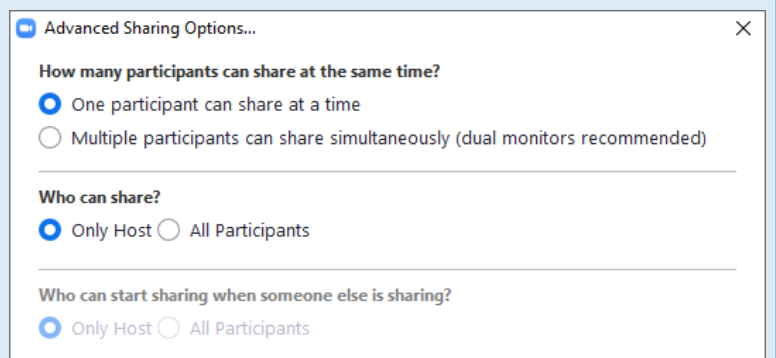 Advanced Sharing Options...
How many participants can share at the same time?
One participant can share at a time
Multiple participants can share simultaneously (dual monitors recommended)
Who can share?
Only Host All Participants
Who can start sharing when someone else is sharing?
Only Host All Participants